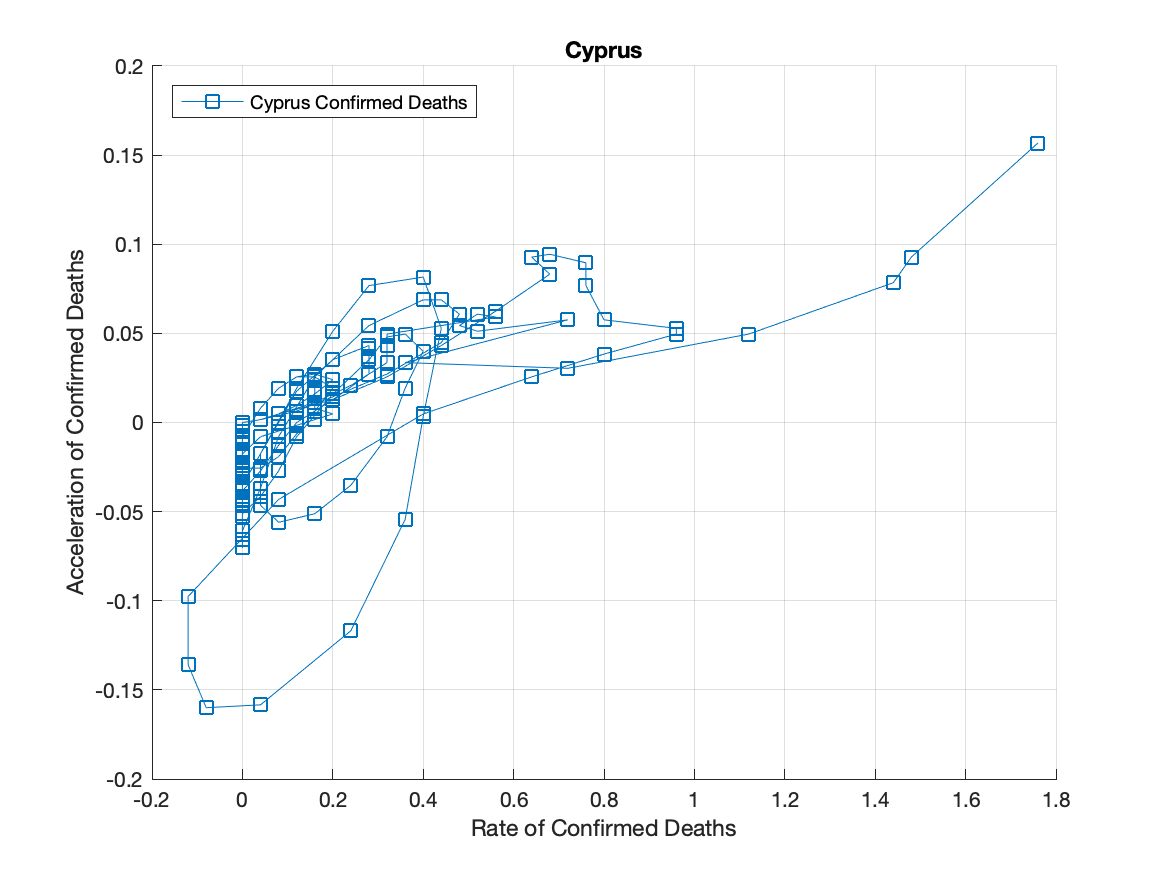 Cyprus
0.2
Cyprus Confirmed Deaths
0.15
0.1
0.05
0
-0.05
-0.1
-0.15
-0.2
Acceleration of Confirmed Deaths
-0.2 0 0.2 0.4 0.6 0.8 1 1.2 1.4 1.6 1.8
Rate of Confirmed Deaths